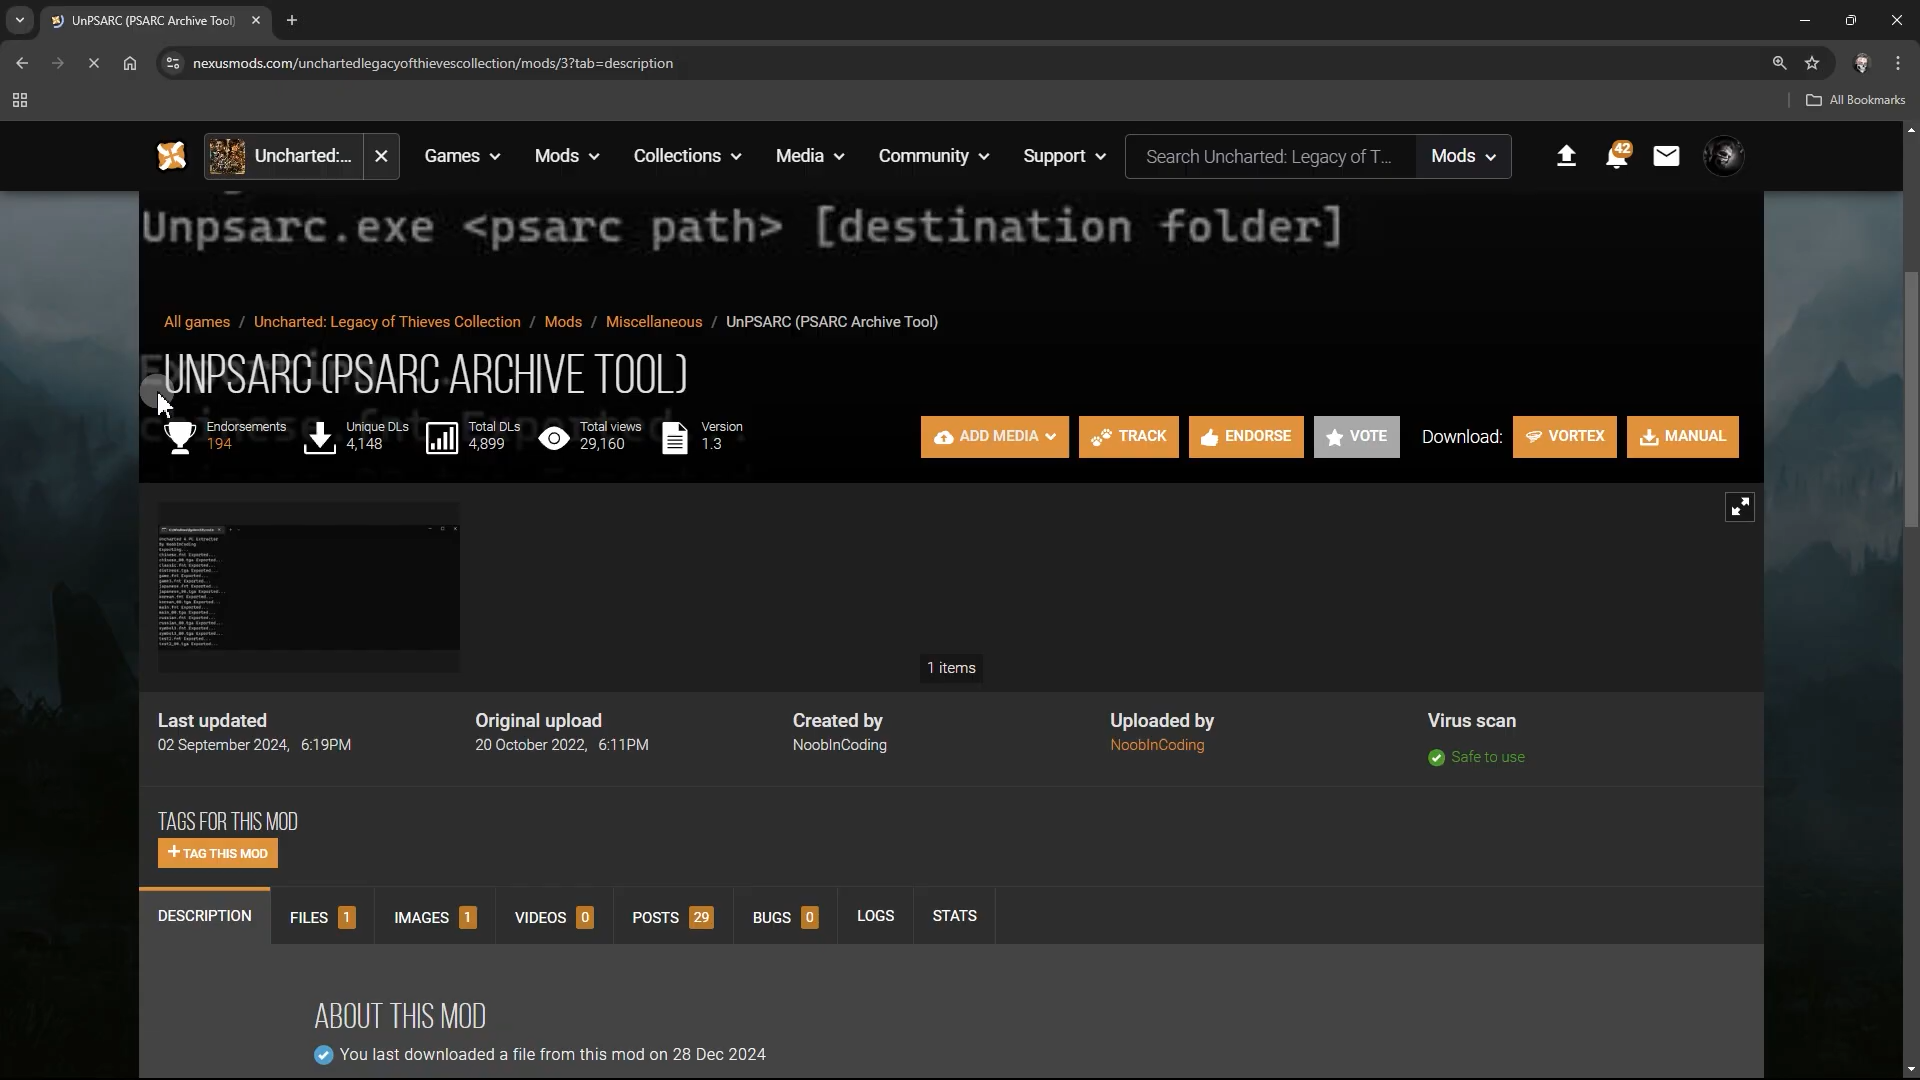 UnPSARC (PSARC Archive Tool)
nexusmods.com/unchartedlegacyofthievescollection/mods/3?tab=description
All Bookmarks
Uncharted:...
Games
Mods
Collections
Media
Community
Support
Search Uncharted: Legacy of T...
Mods
42
Unpsarc.exe <psarc path> [destination folder]
All games / Uncharted: Legacy of Thieves Collection / Mods / Miscellaneous / UnPSARC (PSARC Archive Tool)
UNPSARC (PSARC ARCHIVE TOOL)
Endorsements
194
Unique DLs
4,148
Total DLs
4,899
Total views
29,160
Version
1.3
ADD MEDIA
TRACK
ENDORSE
VOTE
Download:
VORTEX
MANUAL
1 items
Last updated
02 September 2024, 6:19PM
Original upload
20 October 2022, 6:11PM
Created by
NoobInCoding
Uploaded by
NoobInCoding
Virus scan
Safe to use
TAGS FOR THIS MOD
+ TAG THIS MOD
DESCRIPTION
FILES 1
IMAGES 1
VIDEOS 0
POSTS 29
BUGS 0
LOGS
STATS
ABOUT THIS MOD
You last downloaded a file from this mod on 28 Dec 2024